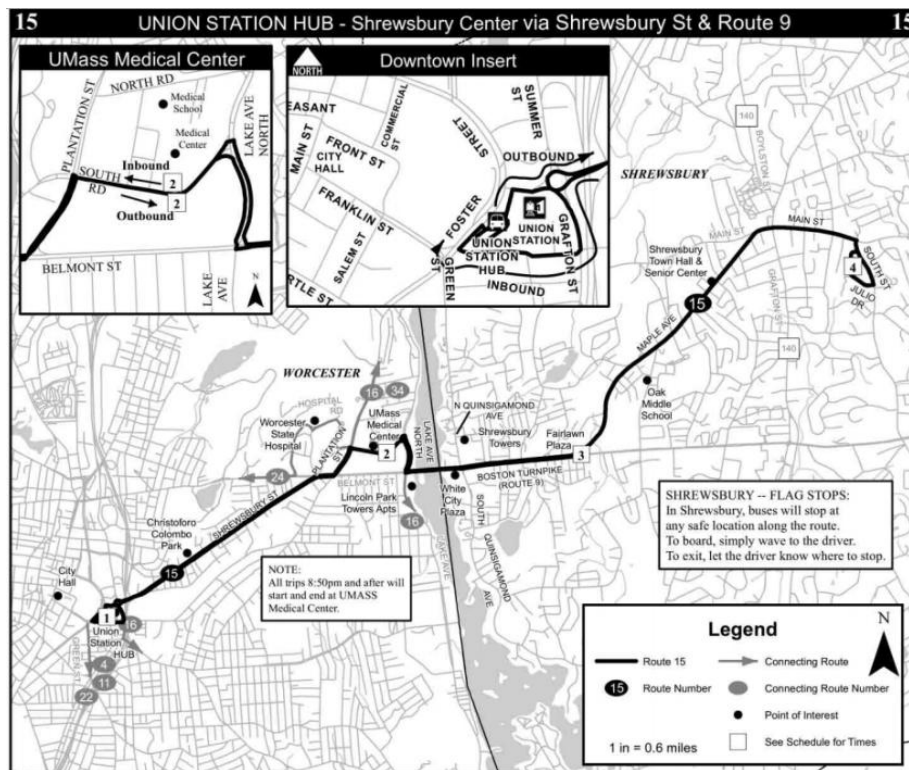 15
UNION STATION HUB - Shrewsbury Center via Shrewsbury St & Route 9
15
UMass Medical Center
NORTH RD
PLANTATION ST
Medical
School
Medical
Center
LAKE AVE
NORTH
Inbound
2
SOUTH
RD
2
Outbound
BELMONT ST
LAKE
AVE
N
NORTH
Downtown Insert
EASANT
MAIN ST
COMMERCIAL
ST
STREET
SUMMER
ST
FRONT ST
CITY
HALL
OUTBOUND
FRANKLIN ST
SALEM ST
FOSTER
ST
UNION
STATION
UNION
STATION
HUB
GRAFTON ST
GREEN
INBOUND
RTLE ST
140
BOYLSTON ST
SHREWSBURY
MAIN ST
MAIN ST
Shrewsbury
Town Hall &
Senior Center
SOUTH ST
4
JULIO
DR
15
GRAFTON ST
MAPLE AVE
140
Oak
Middle
School
WORCESTER
16
34
HOSPITAL
RD
Worcester
State
Hospital
UMass
Medical
Center
PLANTATION
ST
2
LAKE AVE
NORTH
N QUINSIGAMOND
AVE
Shrewsbury
Towers
Fairlawn
Plaza
3
BOSTON TURNPIKE
(ROUTE 9)
24
BELMONT ST
Lincoln Park
Towers Apts
White
City
Plaza
16
SOUTH
QUINSIGAMOND
AVE
LAKE AVE
SHREWSBURY ST
Christoforo
Colombo
Park
15
City
Hall
1
16
Union
Station
HUB
GREEN ST
4
11
22
NOTE:
All trips 8:50pm and after will
start and end at UMASS
Medical Center.
SHREWSBURY -- FLAG STOPS:
In Shrewsbury, buses will stop at
any safe location along the route.
To board, simply wave to the driver.
To exit, let the driver know where to stop.
Legend
N
Route 15
Connecting Route
15
Route Number
Connecting Route Number
Point of Interest
1 in = 0.6 miles
See Schedule for Times